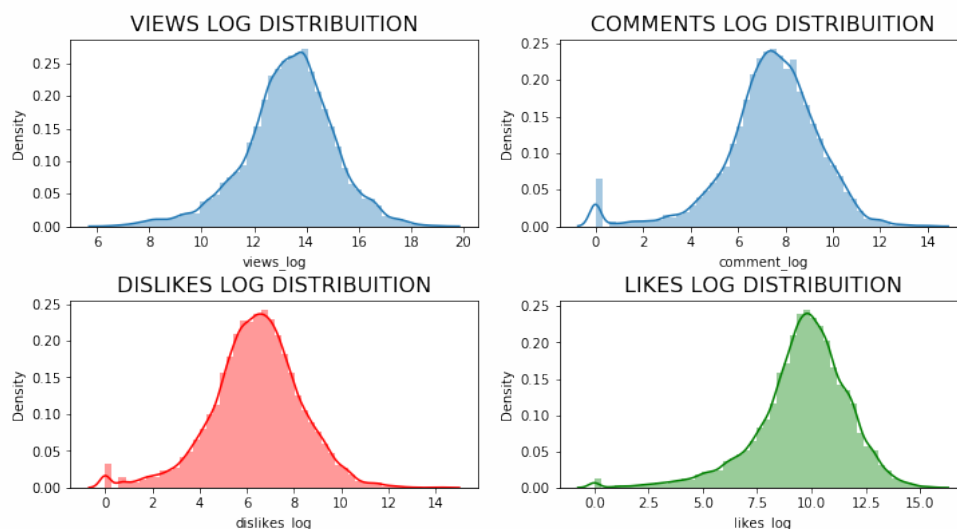 VIEWS LOG DISTRIBUITION
0.25
0.20
0.15
0.10
0.05
0.00
Density
6 8 10 12 14 16 18 20
views_log
COMMENTS LOG DISTRIBUITION
0.25
0.20
0.15
0.10
0.05
0.00
Density
0 2 4 6 8 10 12 14
comment_log
DISLIKES LOG DISTRIBUITION
0.25
0.20
0.15
0.10
0.05
0.00
Density
0 2 4 6 8 10 12 14
dislikes_log
LIKES LOG DISTRIBUITION
0.25
0.20
0.15
0.10
0.05
0.00
Density
0.0 2.5 5.0 7.5 10.0 12.5 15.0
likes_log